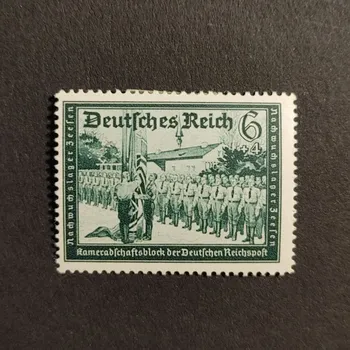 Deutsches Reich
6
+4
Nachwuchslager Zeesen
Nachwuchslager Zeesen
Kameradschaftsblock der Deutschen Reichspost